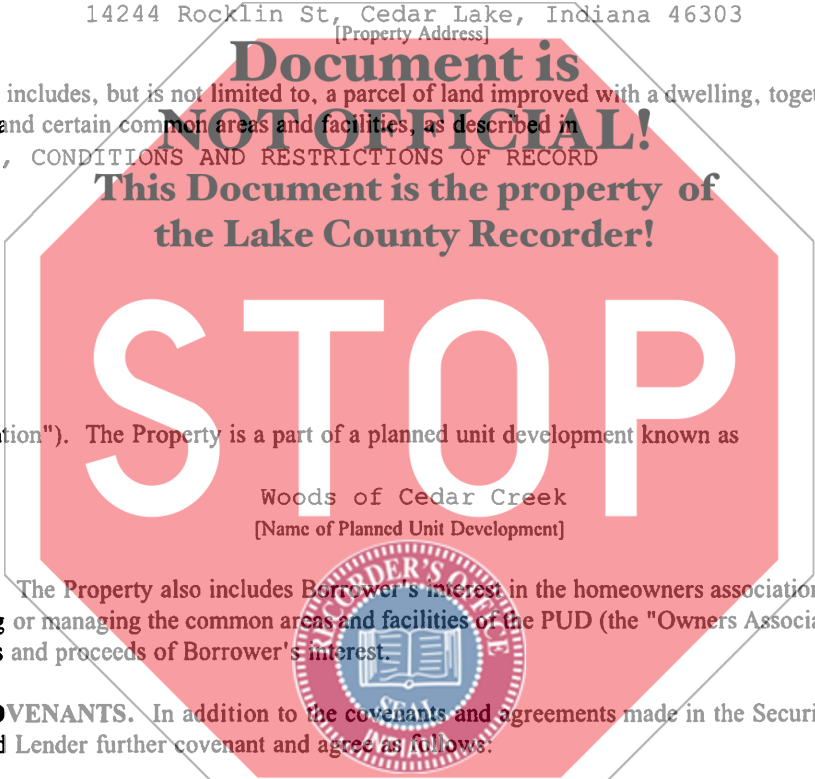 14244 Rocklin St, Cedar Lake, Indiana 46303
[Property Address]
Document is
includes, but is not limited to, a parcel of land improved with a dwelling, toget
NOT OFFICIAL!
and certain common areas and facilities, as described in
, CONDITIONS AND RESTRICTIONS OF RECORD
This Document is the property of
the Lake County Recorder!
STOP
tion"). The Property is a part of a planned unit development known as
Woods of Cedar Creek
[Name of Planned Unit Development]
The Property also includes Borrower's interest in the homeowners association
g or managing the common areas and facilities of the PUD (the "Owners Associa
s and proceeds of Borrower's interest.
RECORDER'S OFFICE
SEAL
INDIANA
OVENANTS. In addition to the covenants and agreements made in the Securi
d Lender further covenant and agree as follows: